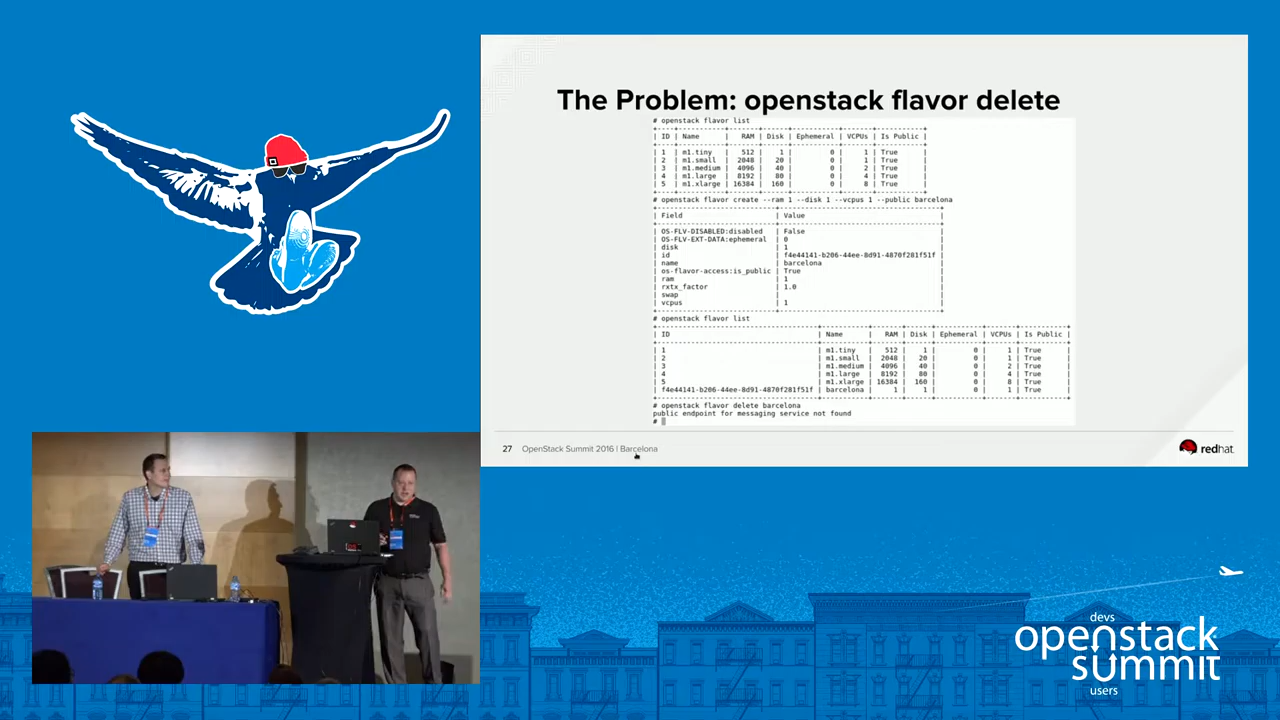 The Problem: openstack flavor delete
# openstack flavor list
| ID | Name | RAM | Disk | Ephemeral | VCPUs | Is Public |
| 1 | m1.tiny | 512 | 1 | 0 | 1 | True |
| 2 | m1.small | 2048 | 20 | 0 | 1 | True |
| 3 | m1.medium | 4096 | 40 | 0 | 2 | True |
| 4 | m1.large | 8192 | 80 | 0 | 4 | True |
| 5 | m1.xlarge | 16384 | 160 | 0 | 8 | True |
# openstack flavor create --ram 1 --disk 1 --vcpus 1 --public barcelona
| Field | Value |
| OS-FLV-DISABLED:disabled | False |
| OS-FLV-EXT-DATA:ephemeral | 0 |
| disk | 1 |
| id | f4e44141-b206-44ee-8d91-4870f281f51f |
| name | barcelona |
| os-flavor-access:is_public | True |
| ram | 1 |
| rxtx_factor | 1.0 |
| swap | |
| vcpus | 1 |
# openstack flavor list
| ID | Name | RAM | Disk | Ephemeral | VCPUs | Is Public |
| 1 | m1.tiny | 512 | 1 | 0 | 1 | True |
| 2 | m1.small | 2048 | 20 | 0 | 1 | True |
| 3 | m1.medium | 4096 | 40 | 0 | 2 | True |
| 4 | m1.large | 8192 | 80 | 0 | 4 | True |
| 5 | m1.xlarge | 16384 | 160 | 0 | 8 | True |
| f4e44141-b206-44ee-8d91-4870f281f51f | barcelona | 1 | 1 | 0 | 1 | True |
# openstack flavor delete barcelona
public endpoint for messaging service not found
#
27 OpenStack Summit 2016 | Barcelona
redhat
devs
openstack
summit
users